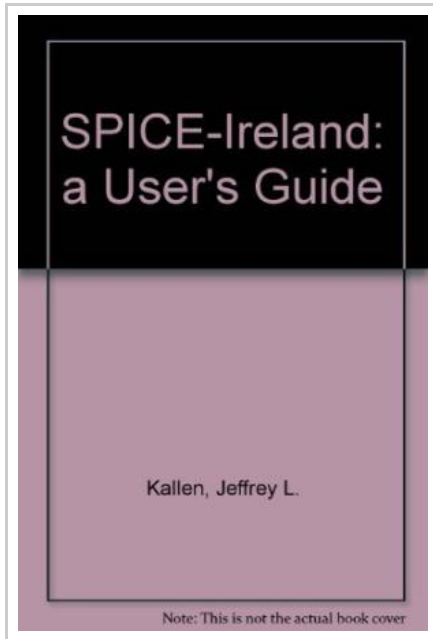 SPICE-Ireland:
a User's Guide
Kallen, Jeffrey L.
Note: This is not the actual book cover